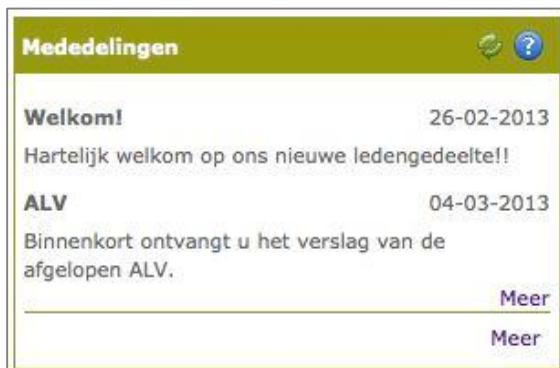 Mededelingen
Welkom! 26-02-2013
Hartelijk welkom op ons nieuwe ledengedeelte!!
ALV 04-03-2013
Binnenkort ontvangt u het verslag van de
afgelopen ALV.
Meer
Meer